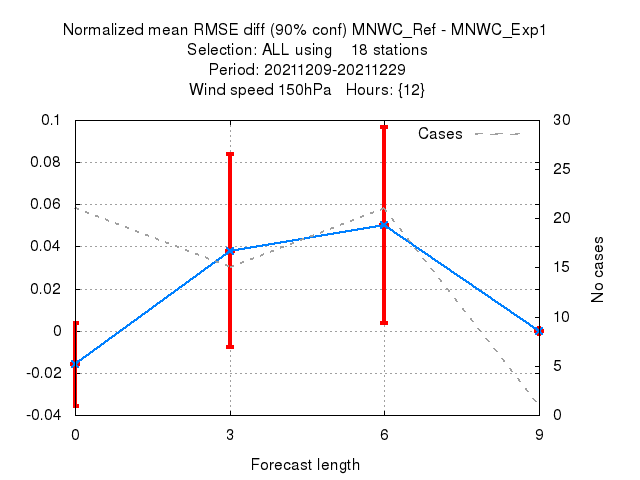 Normalized mean RMSE diff (90% conf) MNWC_Ref - MNWC_Exp1
Selection: ALL using 18 stations
Period: 20211209-20211229
Wind speed 150hPa Hours: {12}
0.1
0.08
0.06
0.04
0.02
0
-0.02
-0.04
Cases
30
25
20
15
10
5
0
No cases
0 3 6 9
Forecast length